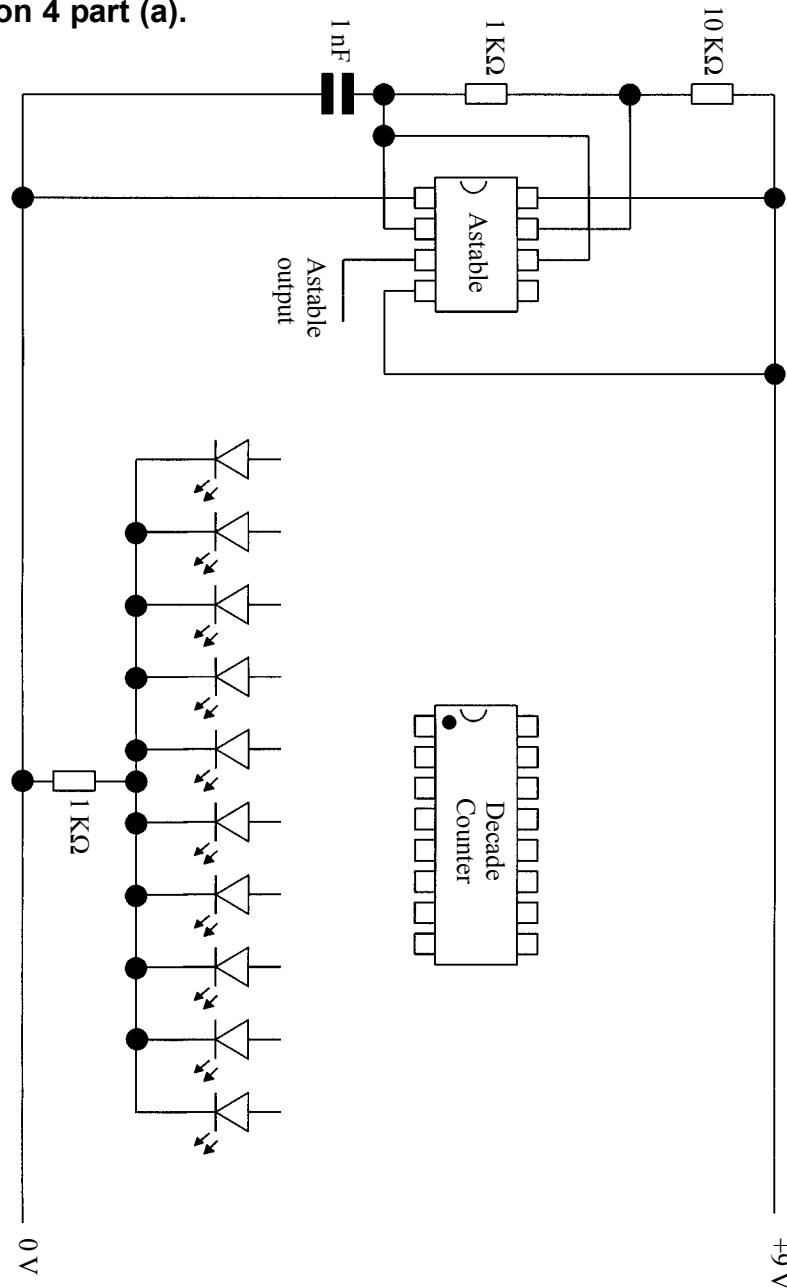 on 4 part (a).
1 nF
1 KΩ
10 KΩ
Astable
Astable
output
Decade
Counter
1 KΩ
0 V
+9 V